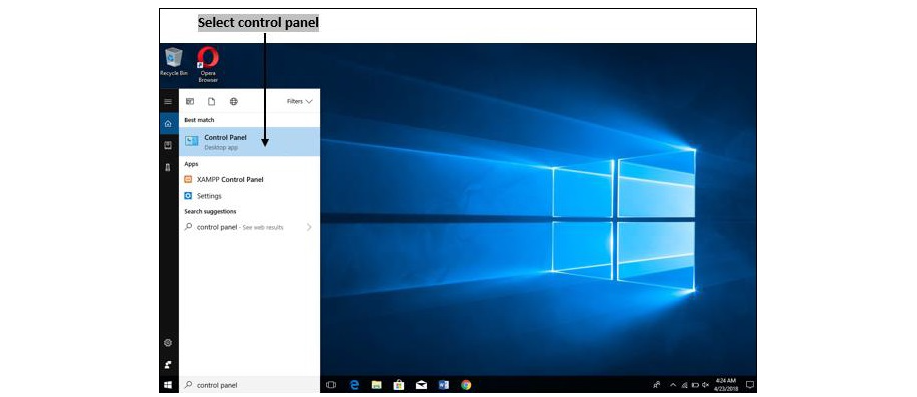 Select control panel
Recycle Bin
Opera
Browser
Filters
Best match
Control Panel
Desktop app
Apps
XAMPP Control Panel
Settings
Search suggestions
control panel - See web results
control panel
4:24 AM
4/23/2018